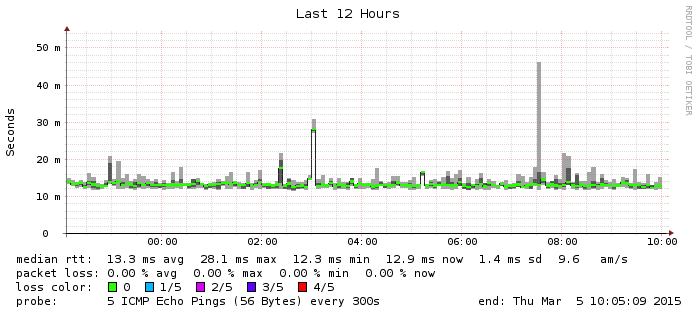 Last 12 Hours
RRDTOOL / TOBI OETIKER
Seconds
50 m
40 m
30 m
20 m
10 m
0
00:00 02:00 04:00 06:00 08:00 10:00
median rtt: 13.3 ms avg 28.1 ms max 12.3 ms min 12.9 ms now 1.4 ms sd 9.6 am/s
packet loss: 0.00 % avg 0.00 % max 0.00 % min 0.00 % now
loss color: 0 1/5 2/5 3/5 4/5
probe: 5 ICMP Echo Pings (56 Bytes) every 300s end: Thu Mar 5 10:05:09 2015